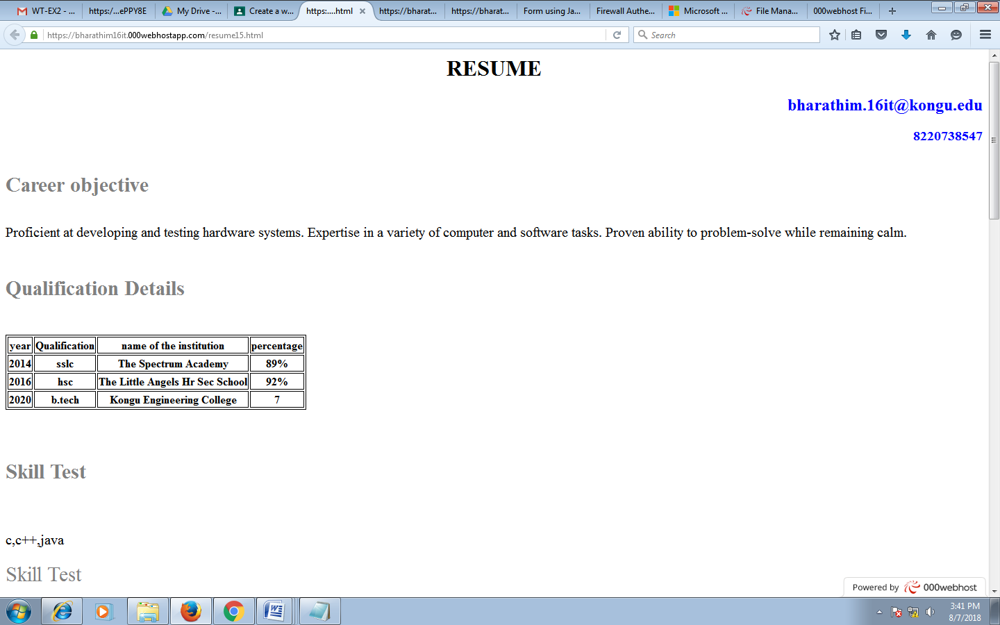 WT-EX2 - ...
https:/...ePPY8E
My Drive -...
Create a w...
https:....html
https://bharat...
https://bharat...
Form using Ja...
Firewall Authe...
Microsoft ...
File Mana...
000webhost Fi...
https://bharathim16it.000webhostapp.com/resume15.html
Search
RESUME
bharathim.16it@kongu.edu
8220738547
Career objective
Proficient at developing and testing hardware systems. Expertise in a variety of computer and software tasks. Proven ability to problem-solve while remaining calm.
Qualification Details
year Qualification name of the institution percentage
2014 sslc The Spectrum Academy 89%
2016 hsc The Little Angels Hr Sec School 92%
2020 b.tech Kongu Engineering College 7
Skill Test
c,c++,java
Skill Test
Powered by 000webhost
3:41 PM
8/7/2018